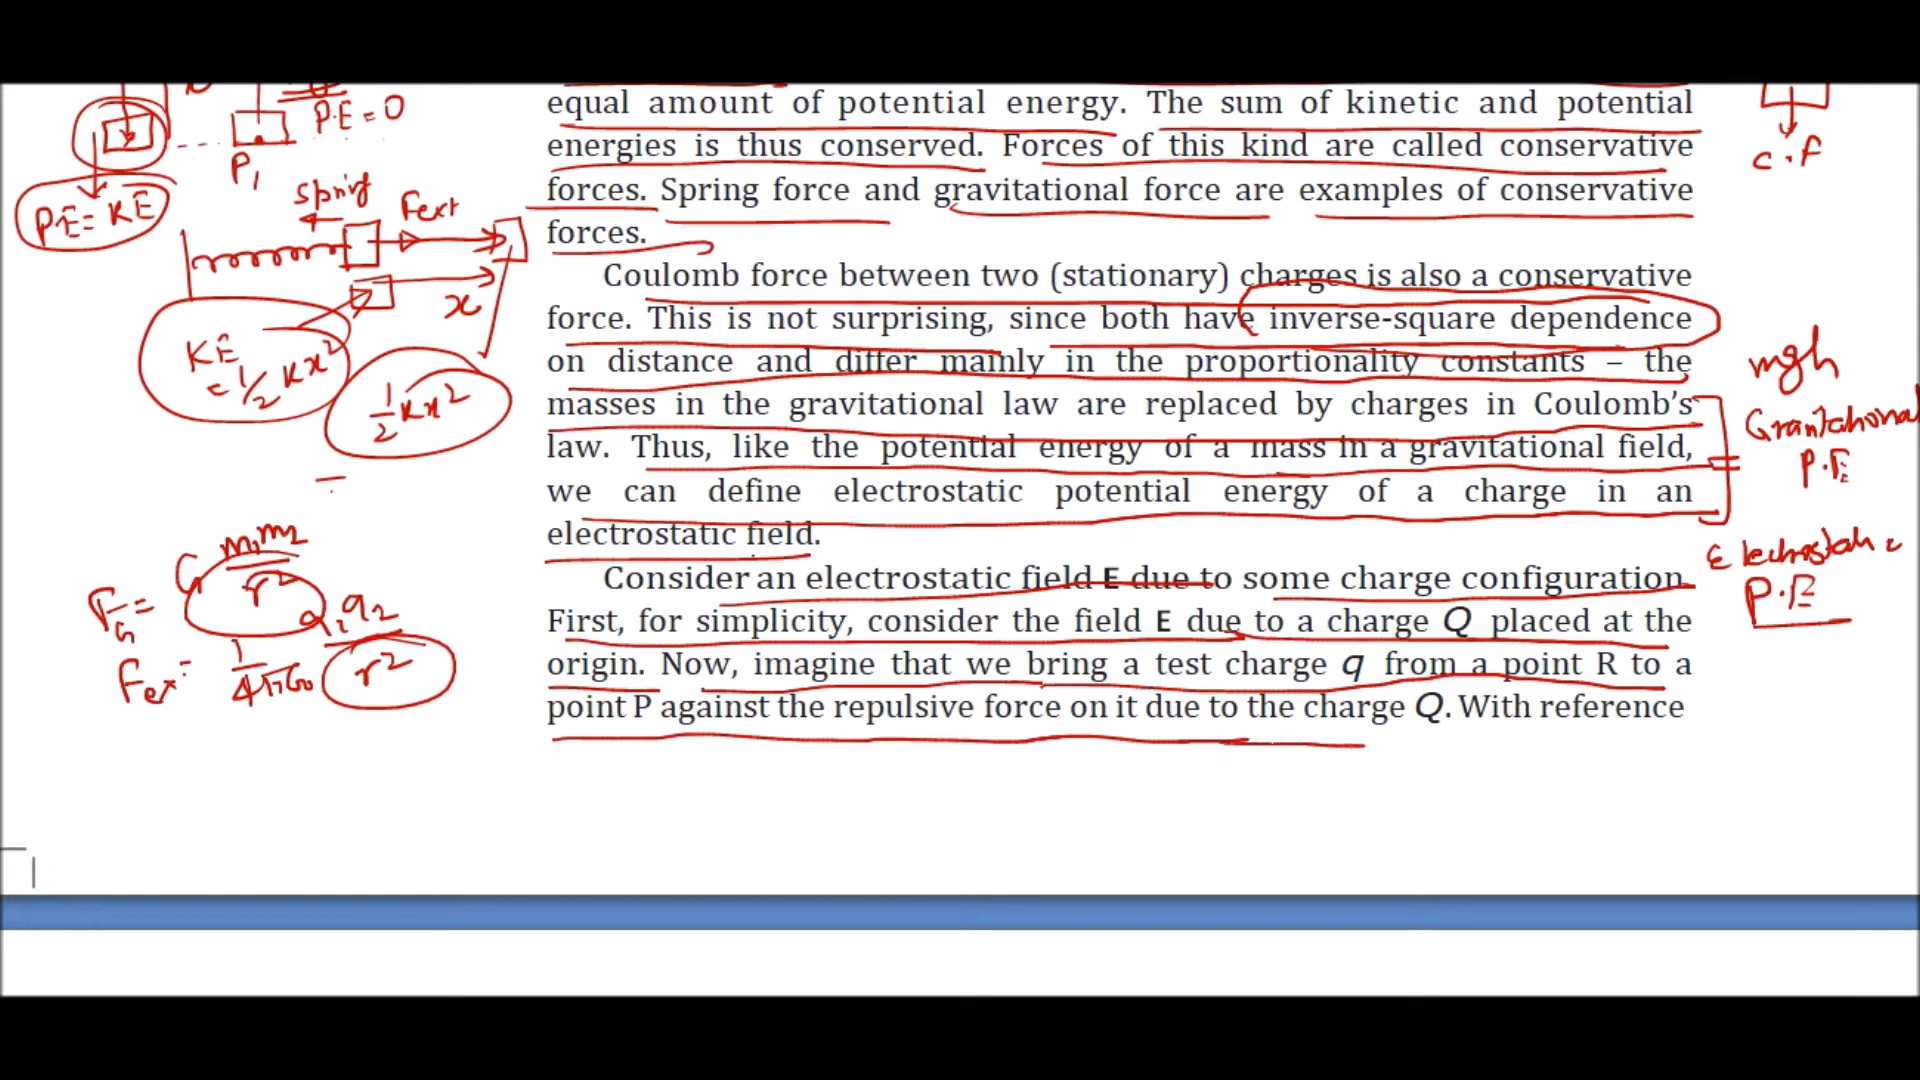 equal amount of potential energy. The sum of kinetic and potential
energies is thus conserved. Forces of this kind are called conservative
forces. Spring force and gravitational force are examples of conservative
forces.
Coulomb force between two (stationary) charges is also a conservative
force. This is not surprising, since both have inverse-square dependence
on distance and differ mainly in the proportionality constants – the
masses in the gravitational law are replaced by charges in Coulomb’s
law. Thus, like the potential energy of a mass in a gravitational field,
we can define electrostatic potential energy of a charge in an
electrostatic field.
Consider an electrostatic field E due to some charge configuration.
First, for simplicity, consider the field E due to a charge Q placed at the
origin. Now, imagine that we bring a test charge q from a point R to a
point P against the repulsive force on it due to the charge Q. With reference
P.E = 0
P1
PE = KE
Spring
Fext
x
KE
= 1/2 Kx²
1/2 Kx²
FG = G m1m2 / r²
1/4π q1q2 / r²
C.F
mgh
Gravitational
P.E
Electrostatic
P.E